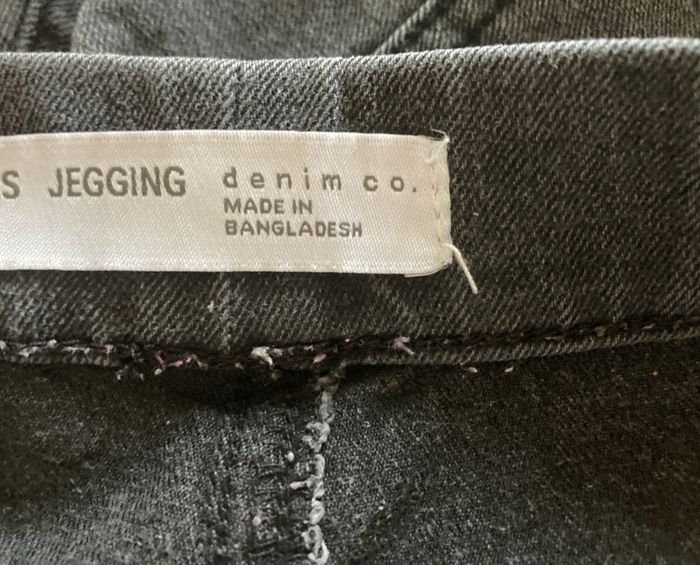 S JEGGING
denim co.
MADE IN
BANGLADESH